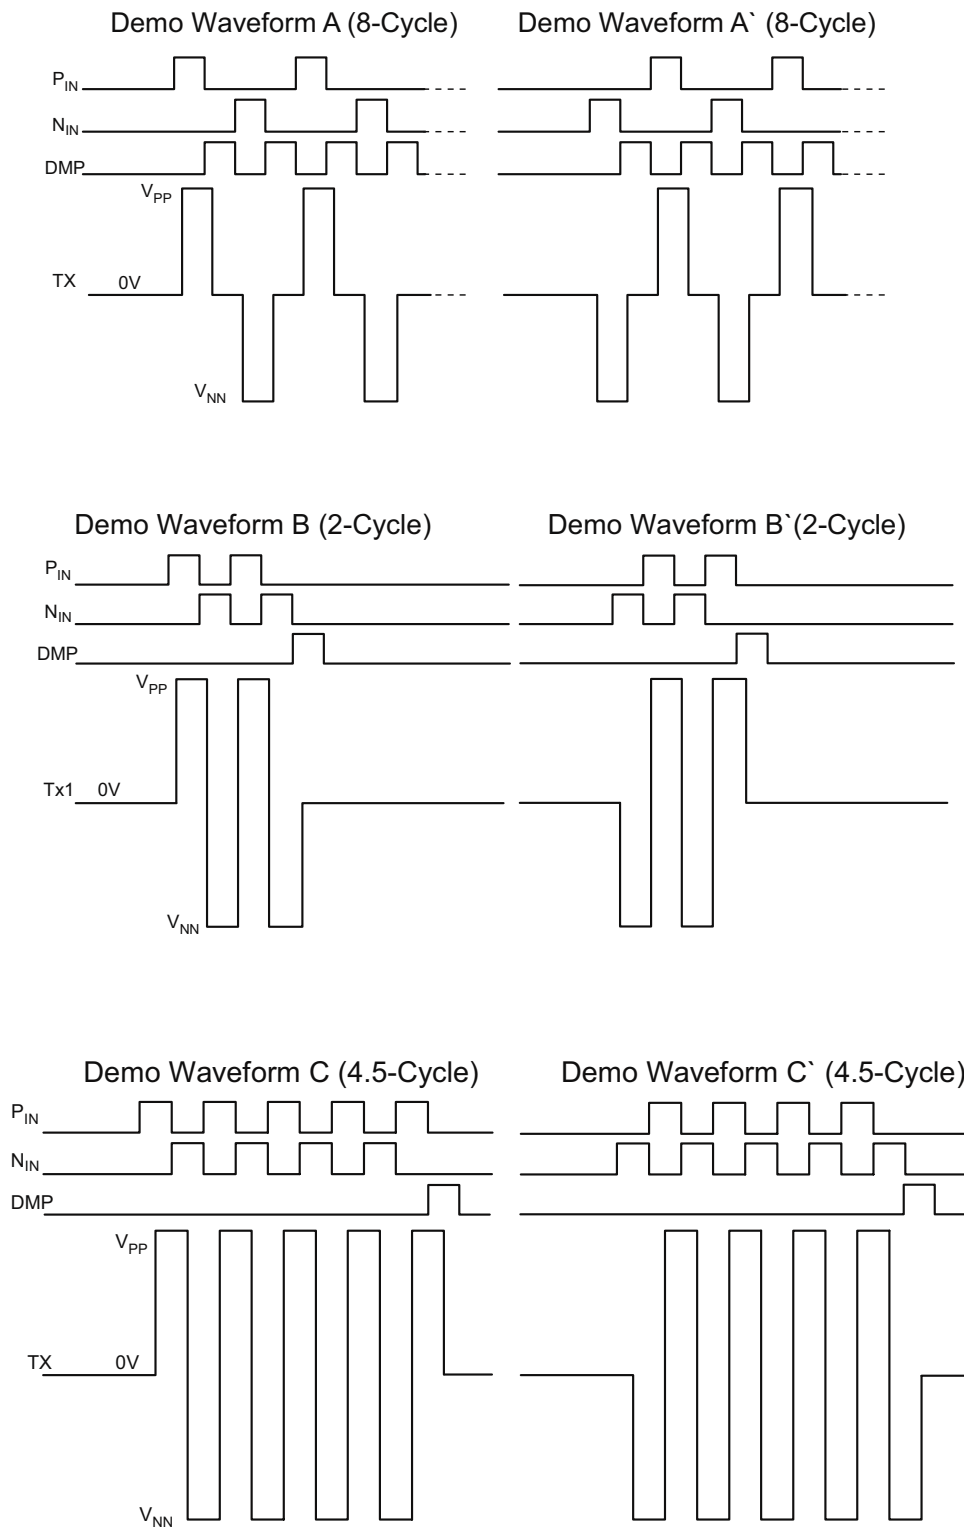 Demo Waveform A (8-Cycle)
Demo Waveform A` (8-Cycle)
PIN
NIN
DMP
VPP
TX 0V
VNN
Demo Waveform B (2-Cycle)
Demo Waveform B`(2-Cycle)
PIN
NIN
DMP
VPP
Tx1 0V
VNN
Demo Waveform C (4.5-Cycle)
Demo Waveform C` (4.5-Cycle)
PIN
NIN
DMP
VPP
TX 0V
VNN